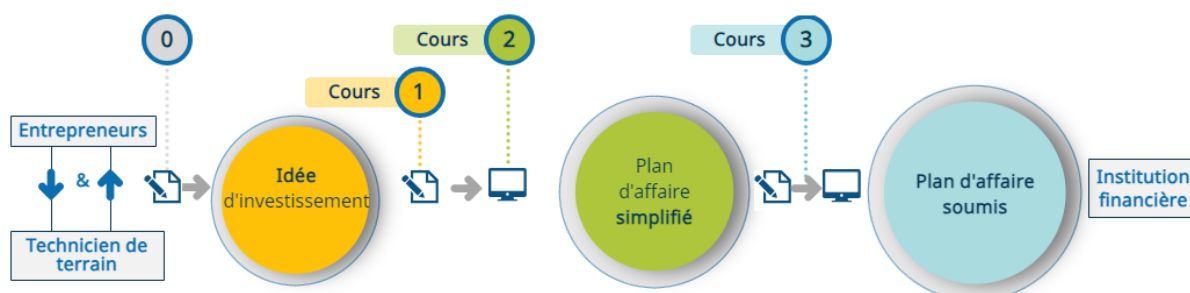 0
Cours 2
Cours 3
Cours 1
Entrepreneurs
&
Technicien de
terrain
Idée
d'investissement
Plan
d'affaire
simplifié
Plan d'affaire
soumis
Institution
financière